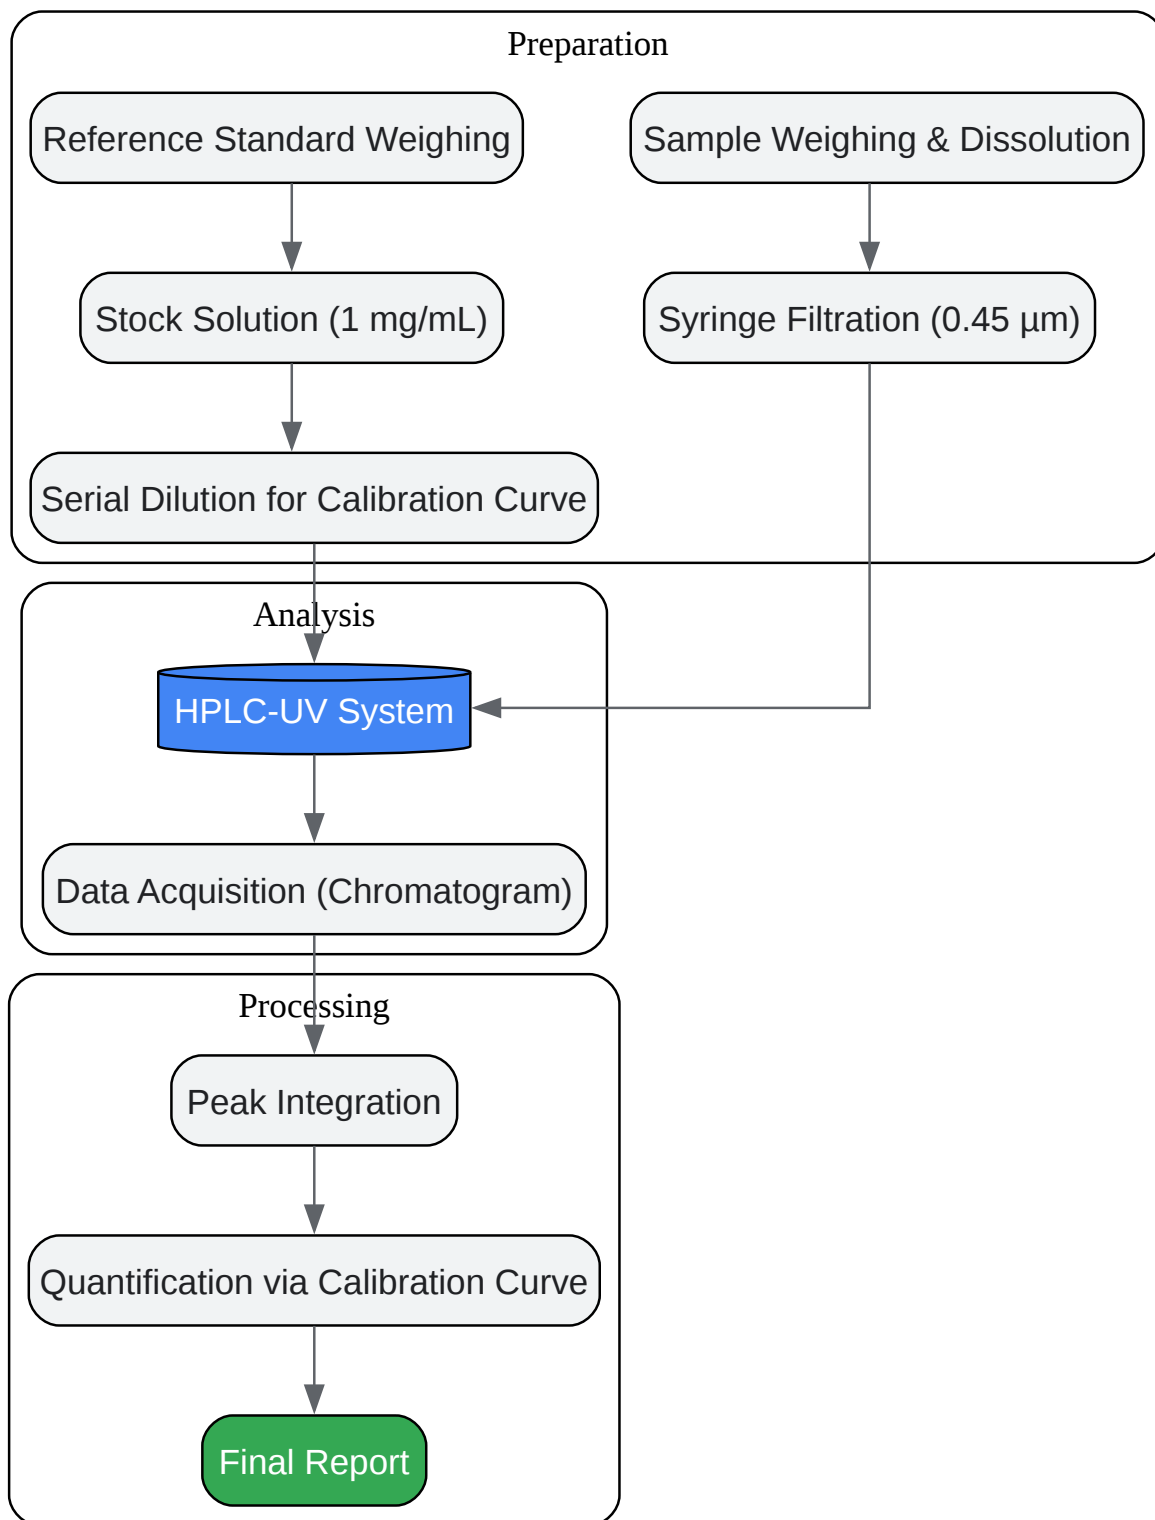 Preparation
Reference Standard Weighing
Sample Weighing & Dissolution
Stock Solution (1 mg/mL)
Syringe Filtration (0.45 µm)
Serial Dilution for Calibration Curve
Analysis
HPLC-UV System
Data Acquisition (Chromatogram)
Processing
Peak Integration
Quantification via Calibration Curve
Final Report